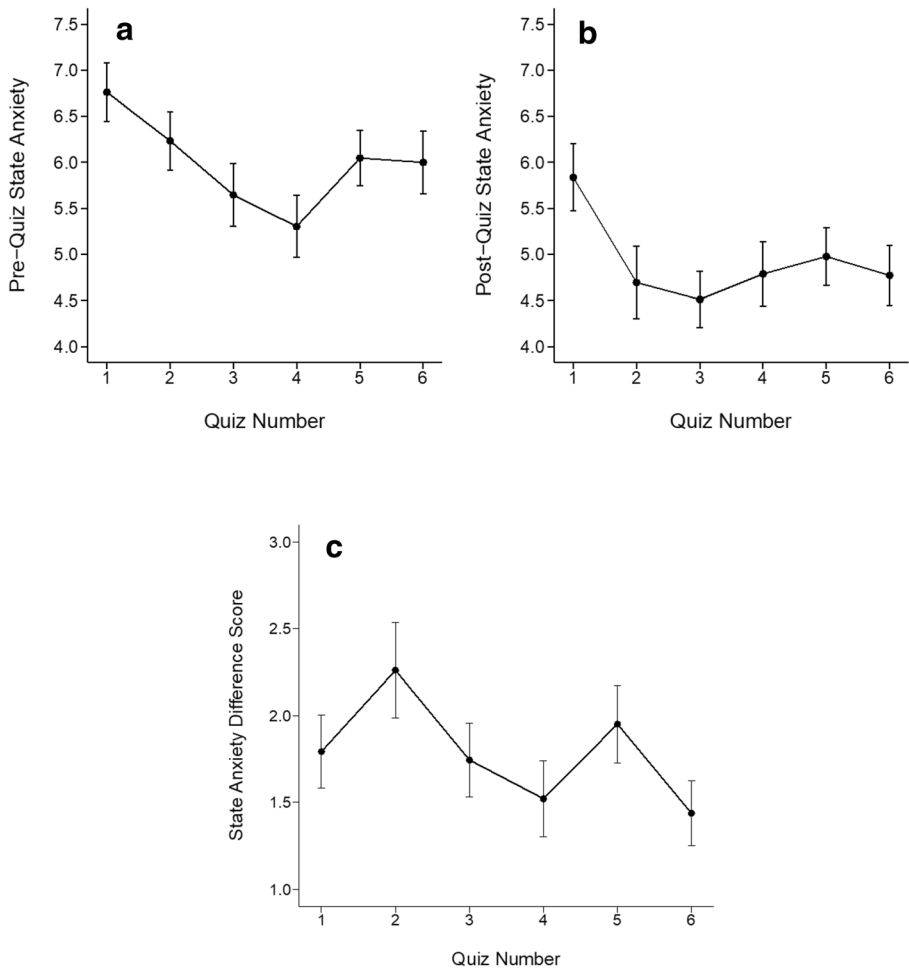 a
Pre−Quiz State Anxiety
7.5
7.0
6.5
6.0
5.5
5.0
4.5
4.0
1 2 3 4 5 6
Quiz Number
b
Post−Quiz State Anxiety
7.5
7.0
6.5
6.0
5.5
5.0
4.5
4.0
1 2 3 4 5 6
Quiz Number
c
State Anxiety Difference Score
3.0
2.5
2.0
1.5
1.0
1 2 3 4 5 6
Quiz Number